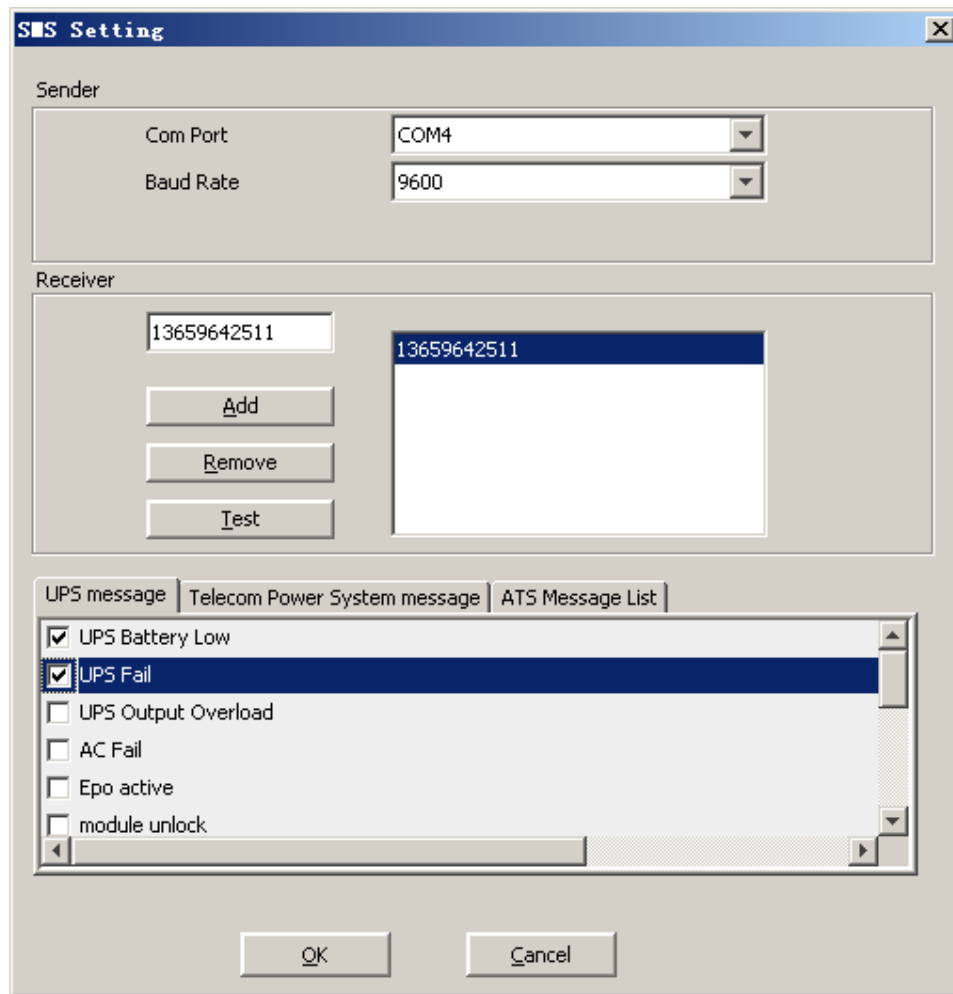 SMS Setting
Sender
Com Port
COM4
Baud Rate
9600
Receiver
13659642511
13659642511
Add
Remove
Test
UPS message Telecom Power System message ATS Message List
UPS Battery Low
UPS Fail
UPS Output Overload
AC Fail
Epo active
module unlock
OK Cancel